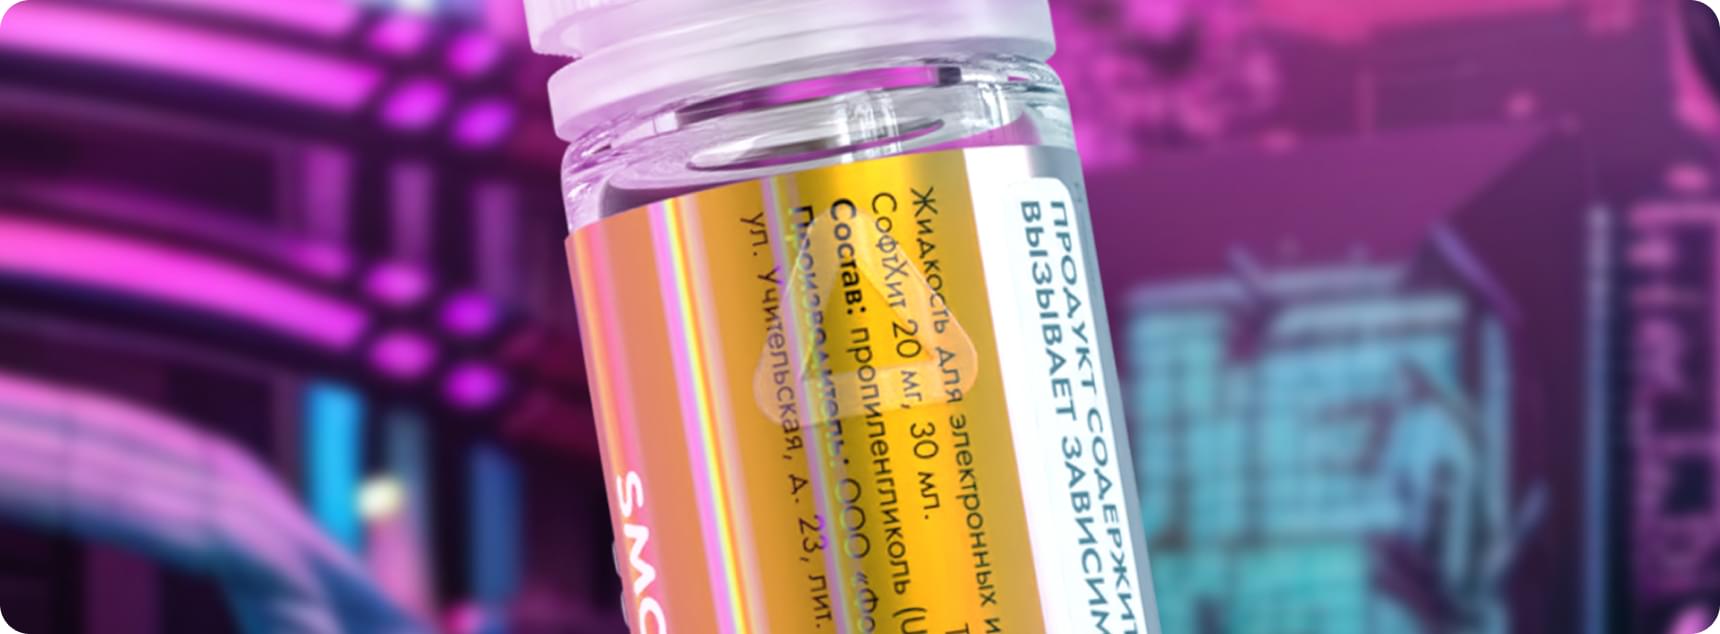 ПРОДУКТ СОДЕРЖИТ
ВЫЗЫВАЕТ ЗАВИСИМ
Жидкость для электронных и
СофтХит 20 мг, 30 мл.
Состав: пропиленгликоль (U
Производитель: ООО «Фо
ул. Учительская, д. 23, лит.
SMO